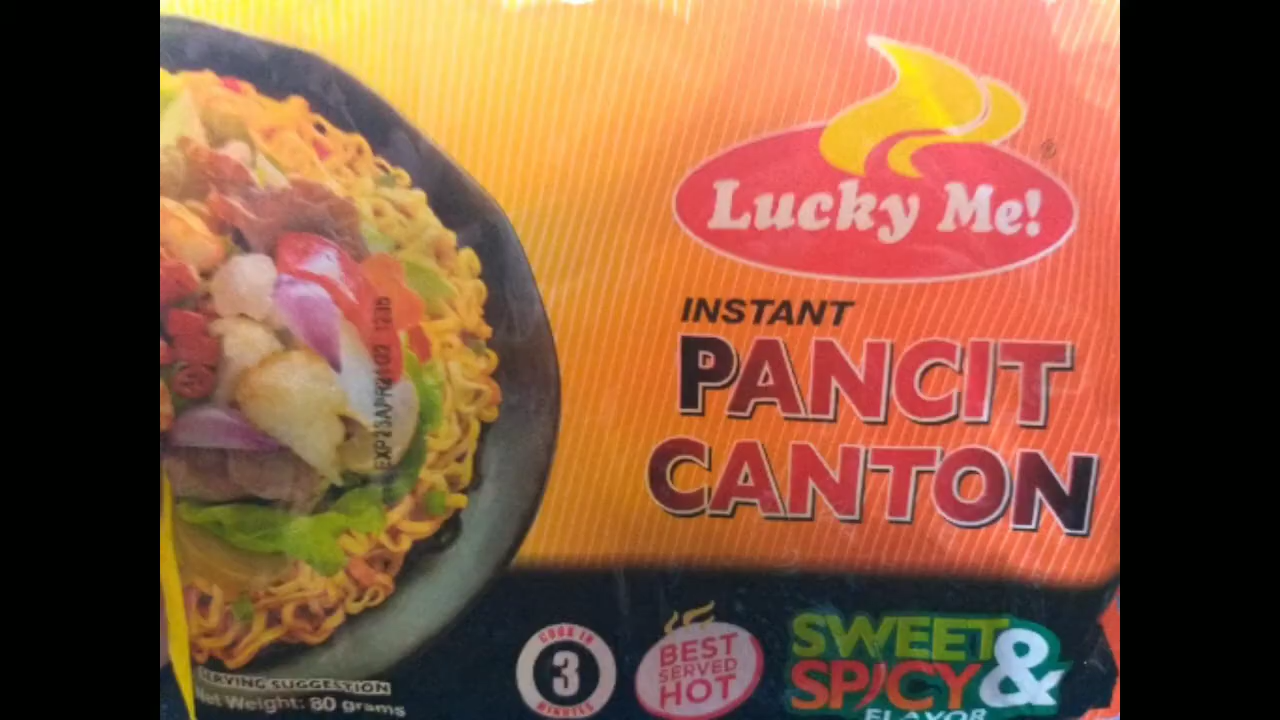 Lucky Me!
®
INSTANT
PANCIT
CANTON
COOK IN
3
MINUTES
BEST
SERVED
HOT
SWEET
&
SPICY
FLAVOR
SERVING SUGGESTION
Net Weight: 80 grams